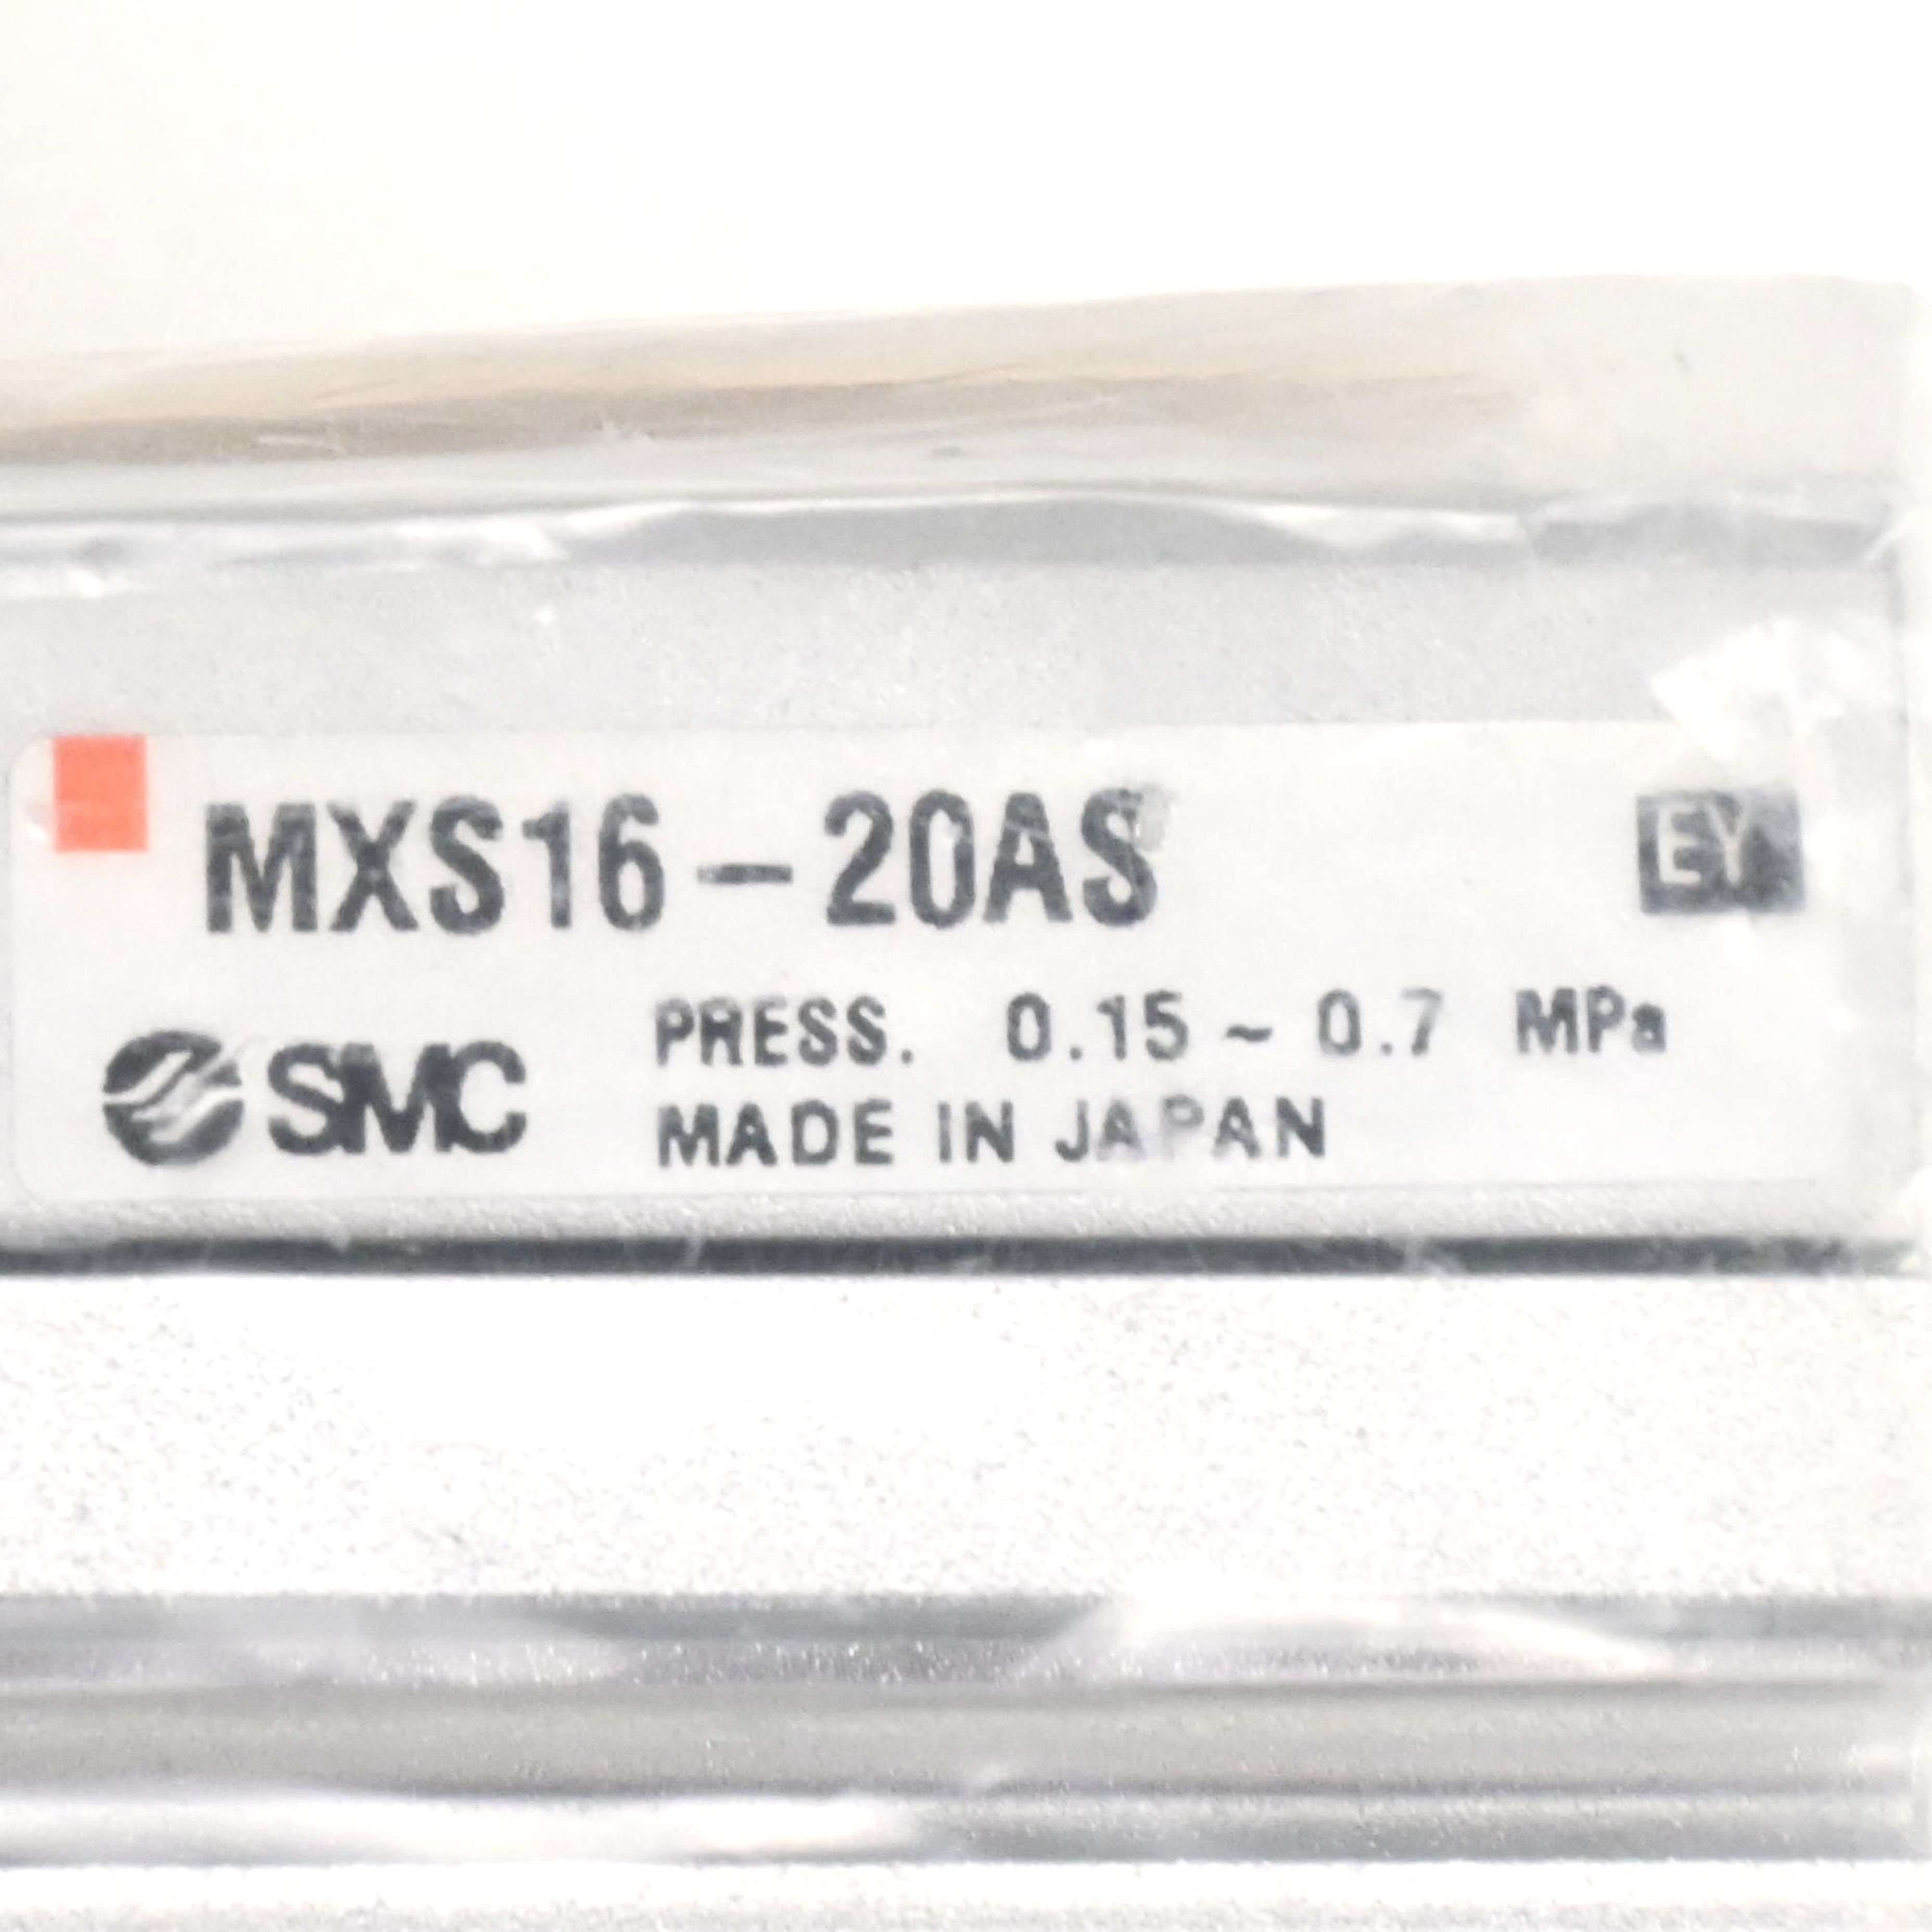 MXS16-20AS EY
SMC PRESS. 0.15~0.7 MPa
MADE IN JAPAN